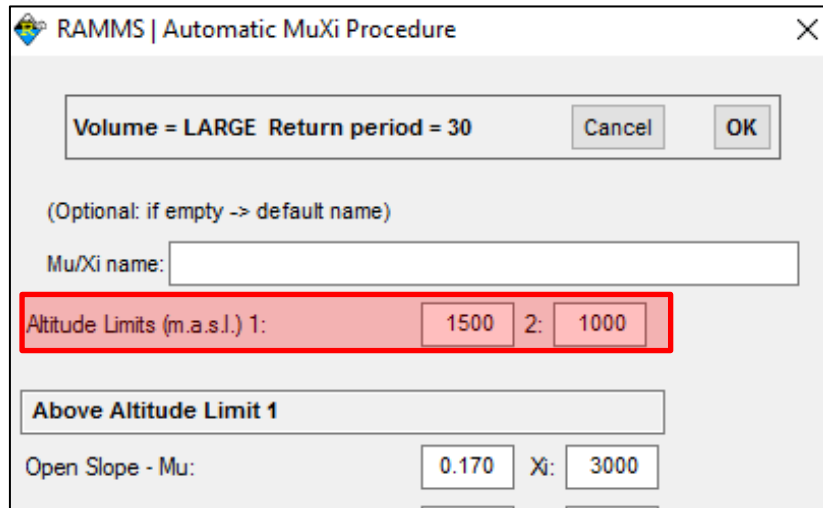 RAMMS | Automatic MuXi Procedure
Volume = LARGE Return period = 30 Cancel OK
(Optional: if empty -> default name)
Mu/Xi name:
Altitude Limits (m.a.s.l.) 1: 1500 2: 1000
Above Altitude Limit 1
Open Slope - Mu: 0.170 Xi: 3000